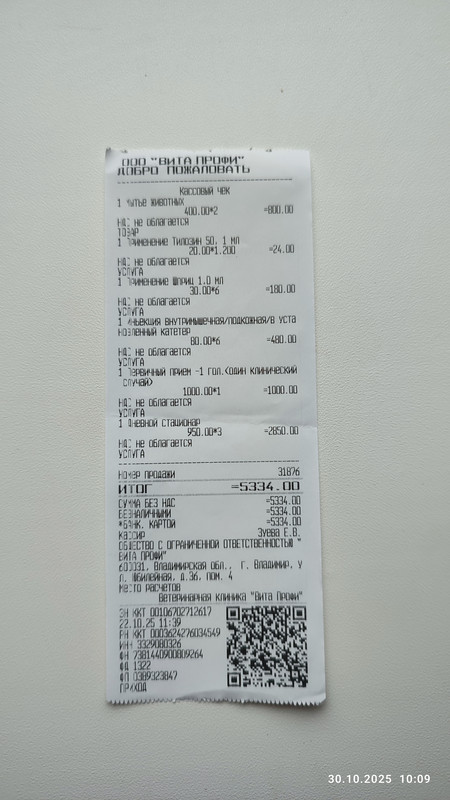 ООО "ВИТА ПРОФИ"
ДОБРО ПОЖАЛОВАТЬ
Кассовый чек
1 Мытье животных
400.00*2 =800.00
НДС не облагается
ТОВАР
1 Применение Тилозин 50, 1 мл
20.00*1.200 =24.00
НДС не облагается
УСЛУГА
1 Применение Шприц 1.0 мл
30.00*6 =180.00
НДС не облагается
УСЛУГА
1 Инъекция внутримышечная/подкожная/в уста
новленный катетер
80.00*6 =480.00
НДС не облагается
УСЛУГА
1 Первичный прием -1 гол.<один клинический
случай>
1000.00*1 =1000.00
НДС не облагается
УСЛУГА
1 Дневной стационар
950.00*3 =2850.00
НДС не облагается
УСЛУГА
Номер продажи 31876
ИТОГ =5334.00
СУММА БЕЗ НДС =5334.00
БЕЗНАЛИЧНЫМИ =5334.00
*БАНК. КАРТОЙ =5334.00
Кассир Зуева Е.В.
ОБЩЕСТВО С ОГРАНИЧЕННОЙ ОТВЕТСТВЕННОСТЬЮ "
ВИТА ПРОФИ"
600031, Владимирская обл., г. Владимир, у
л. Юбилейная, д.36, пом. 4
Место расчетов
Ветеринарная клиника "Вита Профи"
ЗН ККТ 00106702712617
22.10.25 11:39
РН ККТ 0003624276034549
ИНН 3329080326
ФН 7381440900809264
ФД 1322
ФП 0389323847
ПРИХОД
30.10.2025 10:09